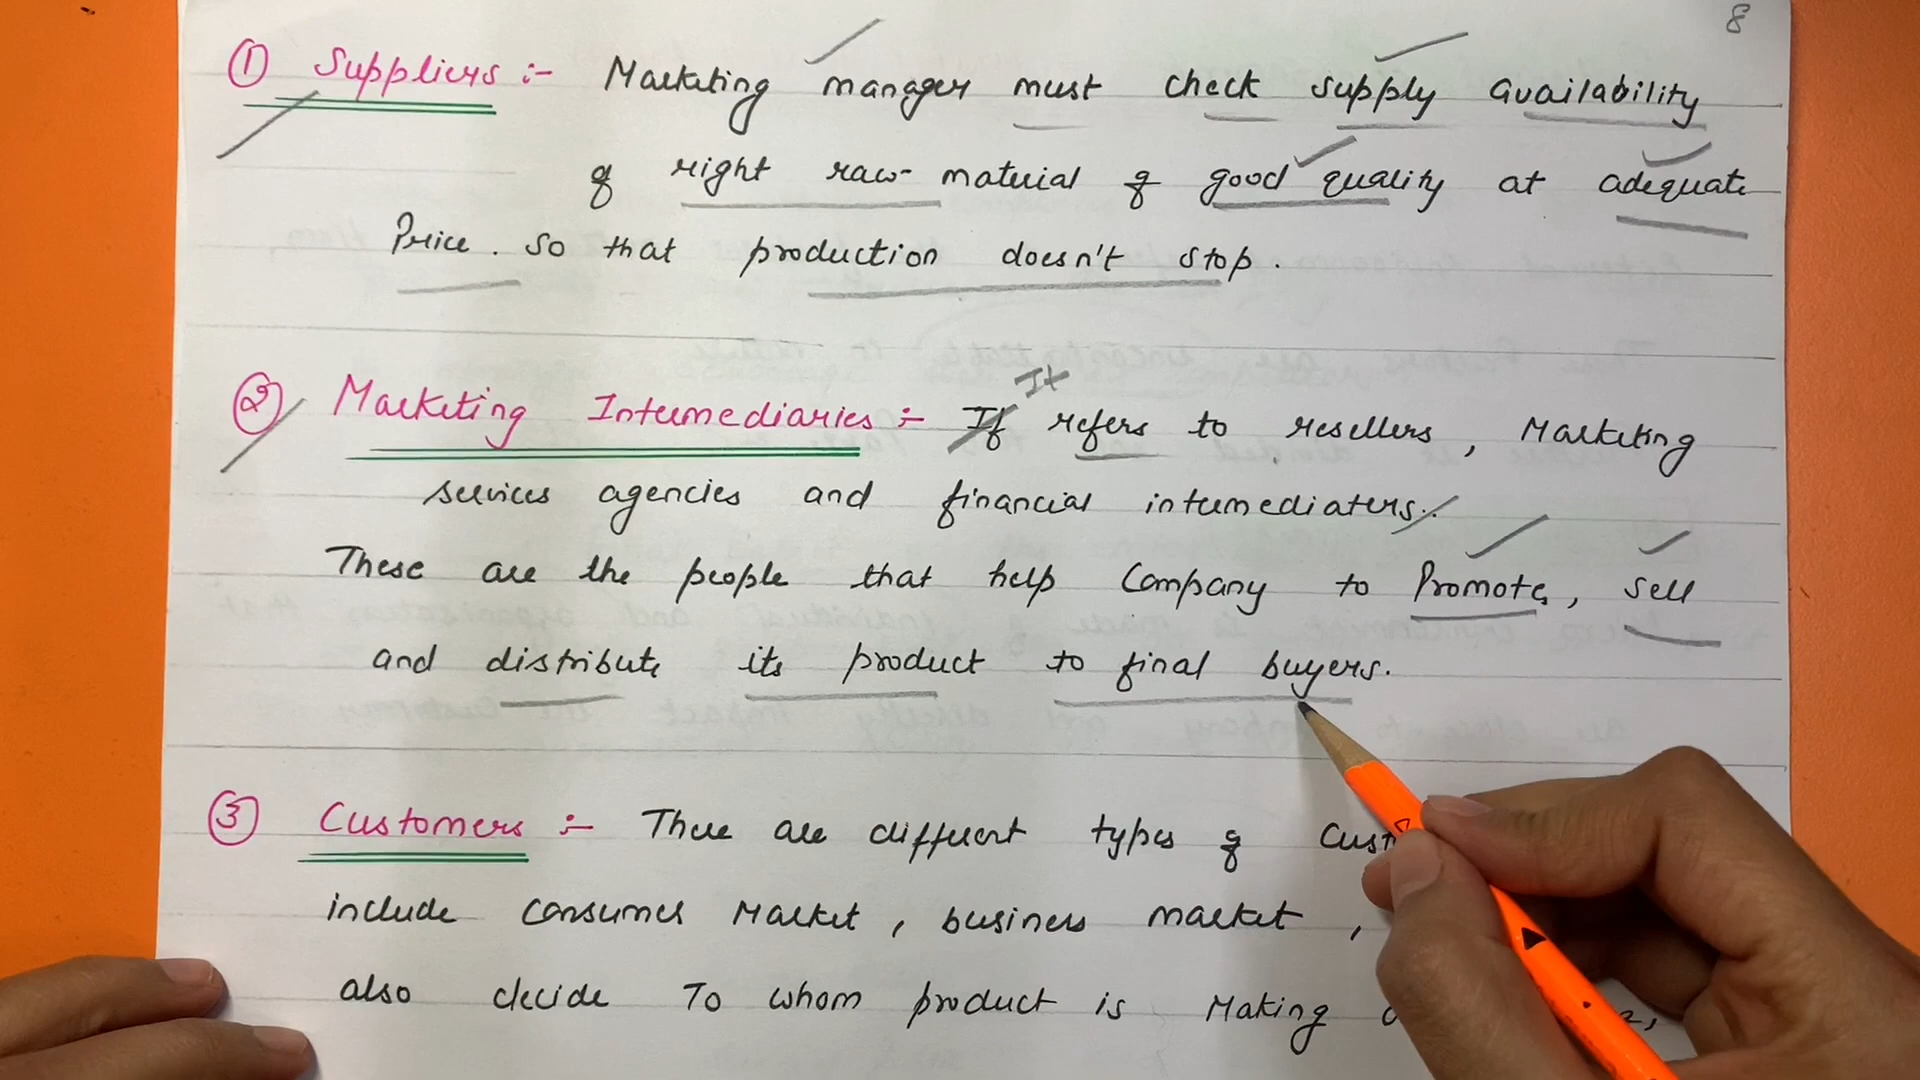 8
① Suppliers :- Marketing manager must check supply availability
of right raw-material of good quality at adequate
Price. so that production doesn't stop.
It
② Marketing Intermediaries :- If refers to resellers, Marketing
services agencies and financial intermediaters.
These are the people that help Company to Promote, sell
and distribute its product to final buyers.
③ Customers :- There are different types of Cust
include consumer Market, business market,
also decide To whom product is Making